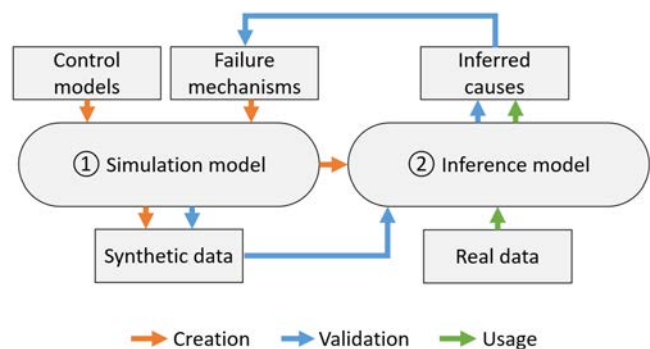 Control
models
Failure
mechanisms
Inferred
causes
① Simulation model
② Inference model
Synthetic data
Real data
Creation
Validation
Usage